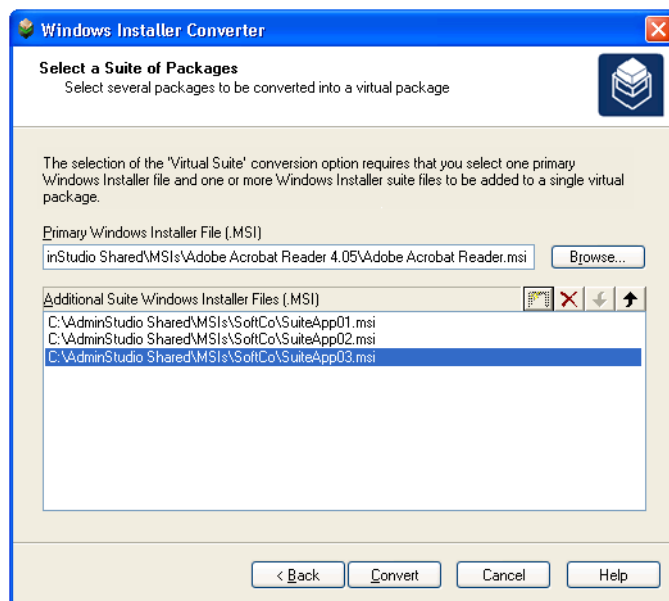 Windows Installer Converter
Select a Suite of Packages
Select several packages to be converted into a virtual package
The selection of the 'Virtual Suite' conversion option requires that you select one primary
Windows Installer file and one or more Windows Installer suite files to be added to a single virtual
package.
Primary Windows Installer File (.MSI)
inStudio Shared\MSIs\Adobe Acrobat Reader 4.05\Adobe Acrobat Reader.msi
Browse...
Additional Suite Windows Installer Files (.MSI)
C:\AdminStudio Shared\MSIs\SoftCo\SuiteApp01.msi
C:\AdminStudio Shared\MSIs\SoftCo\SuiteApp02.msi
C:\AdminStudio Shared\MSIs\SoftCo\SuiteApp03.msi
< Back
Convert
Cancel
Help